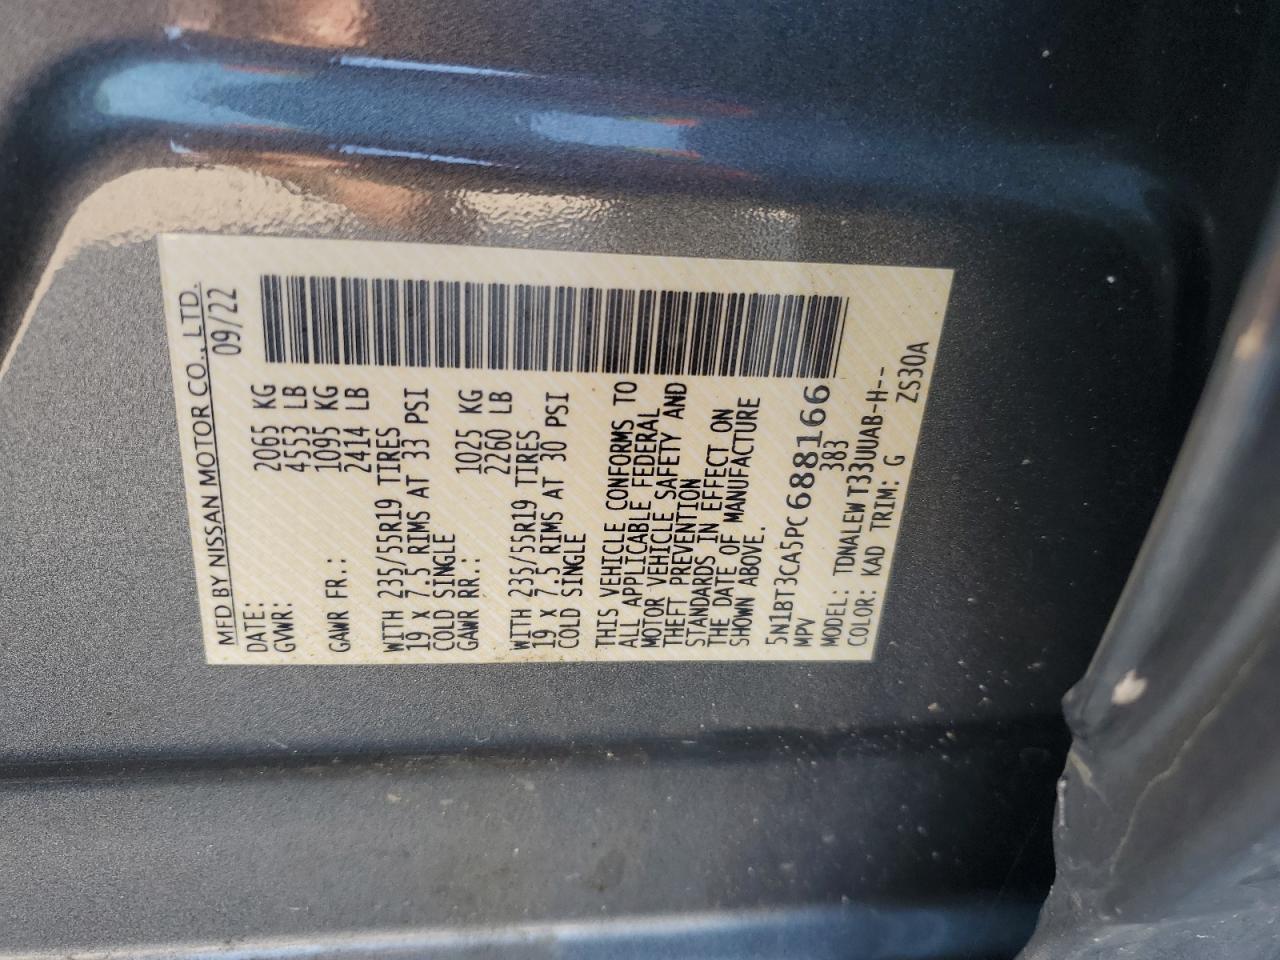 MFD BY NISSAN MOTOR CO., LTD.
DATE: 09/22
GVWR: 2065 KG
4553 LB
GAWR FR.: 1095 KG
2414 LB
WITH 235/55R19 TIRES
19 X 7.5 RIMS AT 33 PSI
COLD SINGLE
GAWR RR.: 1025 KG
2260 LB
WITH 235/55R19 TIRES
19 X 7.5 RIMS AT 30 PSI
COLD SINGLE
THIS VEHICLE CONFORMS TO
ALL APPLICABLE FEDERAL
MOTOR VEHICLE SAFETY AND
THEFT PREVENTION
STANDARDS IN EFFECT ON
THE DATE OF MANUFACTURE
SHOWN ABOVE.
5N1BT3CA5PC688166
MPV 383
MODEL: TDNALEWT33UUAB-H--
COLOR: KAD TRIM: G ZS30A